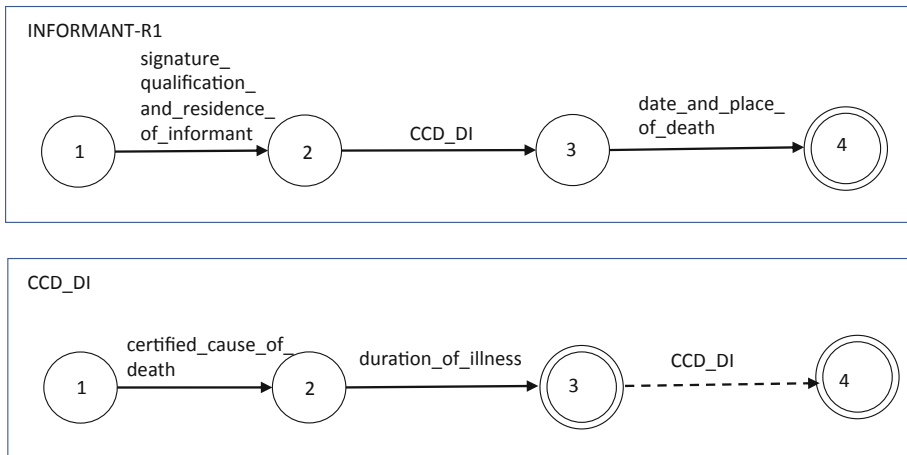 INFORMANT-R1
signature_
qualification_
and_residence_
of_informant
CCD_DI
date_and_place_
of_death
1
2
3
4
CCD_DI
certified_cause_of_
death
duration_of_illness
CCD_DI
1
2
3
4